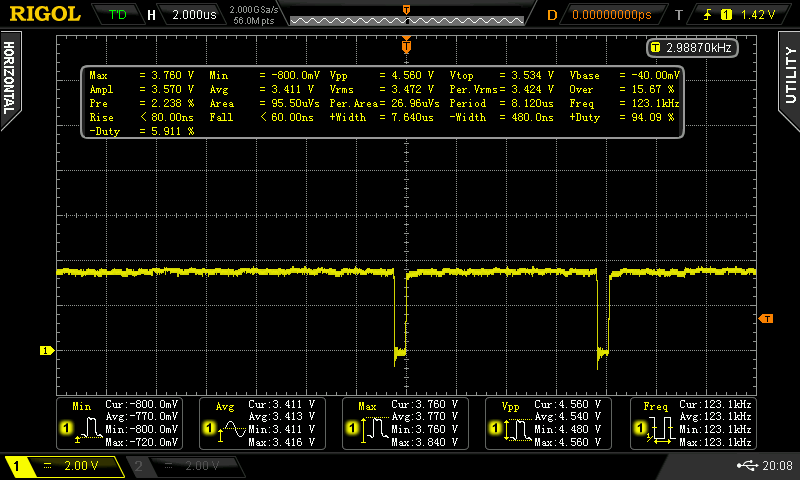 RIGOL T'D H 2.000us 2.000GSa/s 56.0M pts T D 0.00000000ps T 1 1.42 V
HORIZONTAL
UTILITY
T 2.98870kHz
T
Max = 3.760 V Min = -800.0mV Vpp = 4.560 V Vtop = 3.534 V Vbase = -40.00mV
Ampl = 3.570 V Avg = 3.411 V Vrms = 3.472 V Per.Vrms= 3.424 V Over = 15.67 %
Pre = 2.238 % Area = 95.50uVs Per.Area= 26.96uVs Period = 8.120us Freq = 123.1kHz
Rise < 80.00ns Fall < 60.00ns +Width = 7.640us -Width = 480.0ns +Duty = 94.09 %
-Duty = 5.911 %
T
1
Min Cur:-800.0mV Avg Cur:3.411 V Max Cur:3.760 V Vpp Cur:4.560 V Freq Cur:123.1kHz
1 Avg:-770.0mV 1 Avg:3.413 V 1 Avg:3.770 V 1 Avg:4.540 V 1 Avg:123.1kHz
Min:-800.0mV Min:3.411 V Min:3.760 V Min:4.480 V Min:123.1kHz
Max:-720.0mV Max:3.416 V Max:3.840 V Max:4.560 V Max:123.1kHz
1 2.00 V 2 2.00 V 20:08